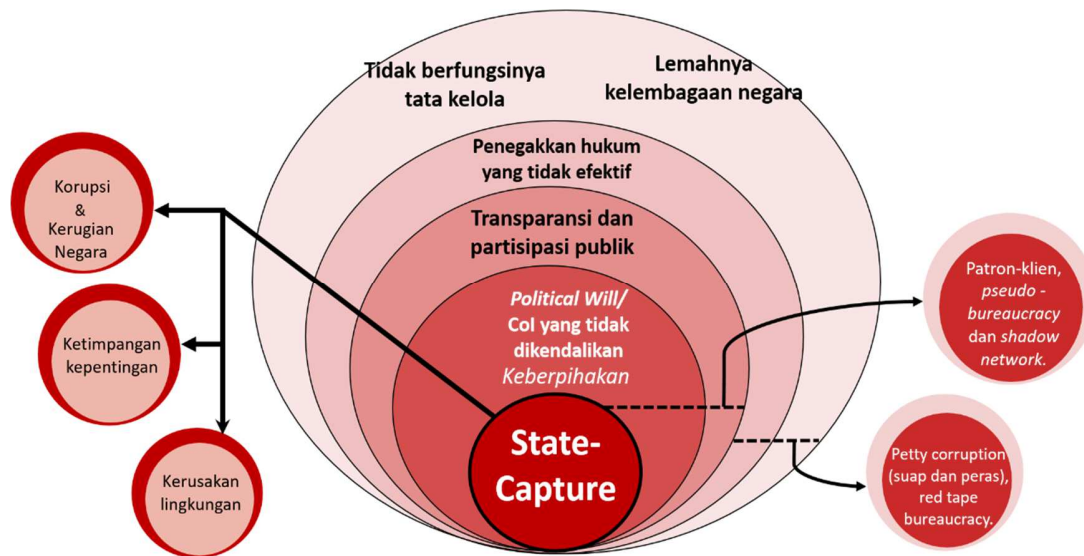 Tidak berfungsinya
tata kelola
Lemahnya
kelembagaan negara
Penegakkan hukum
yang tidak efektif
Transparansi dan
partisipasi publik
Political Will/
CoI yang tidak
dikendalikan
Keberpihakan
State-
Capture
Korupsi
&
Kerugian
Negara
Ketimpangan
kepentingan
Kerusakan
lingkungan
Patron-klien,
pseudo -
bureaucracy
dan shadow
network.
Petty corruption
(suap dan peras),
red tape
bureaucracy.